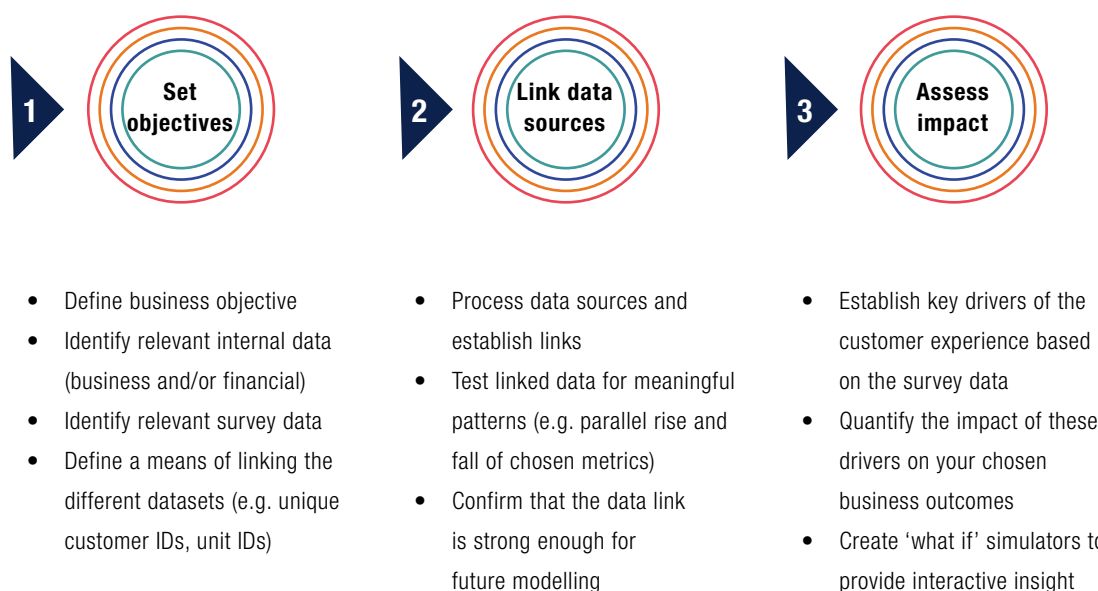 1
Set
objectives
2
Link data
sources
3
Assess
impact
• Define business objective
• Identify relevant internal data
(business and/or financial)
• Identify relevant survey data
• Define a means of linking the
different datasets (e.g. unique
customer IDs, unit IDs)
• Process data sources and
establish links
• Test linked data for meaningful
patterns (e.g. parallel rise and
fall of chosen metrics)
• Confirm that the data link
is strong enough for
future modelling
• Establish key drivers of the
customer experience based
on the survey data
• Quantify the impact of these
drivers on your chosen
business outcomes
• Create ‘what if’ simulators to
provide interactive insight